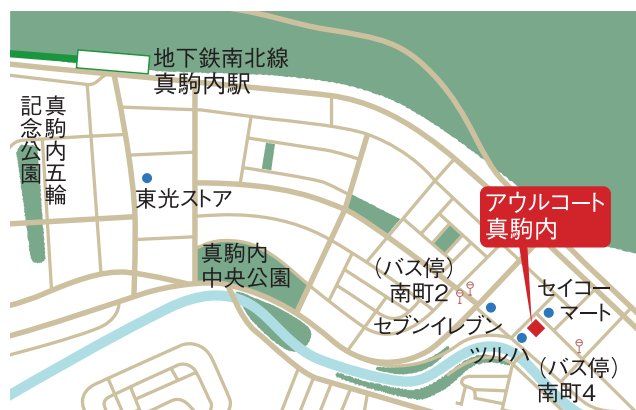 地下鉄南北線
真駒内駅
真駒内五輪
記念公園
東光ストア
アウルコート
真駒内
真駒内
中央公園
(バス停)
南町2
セイコー
マート
セブンイレブン
ツルハ
(バス停)
南町4